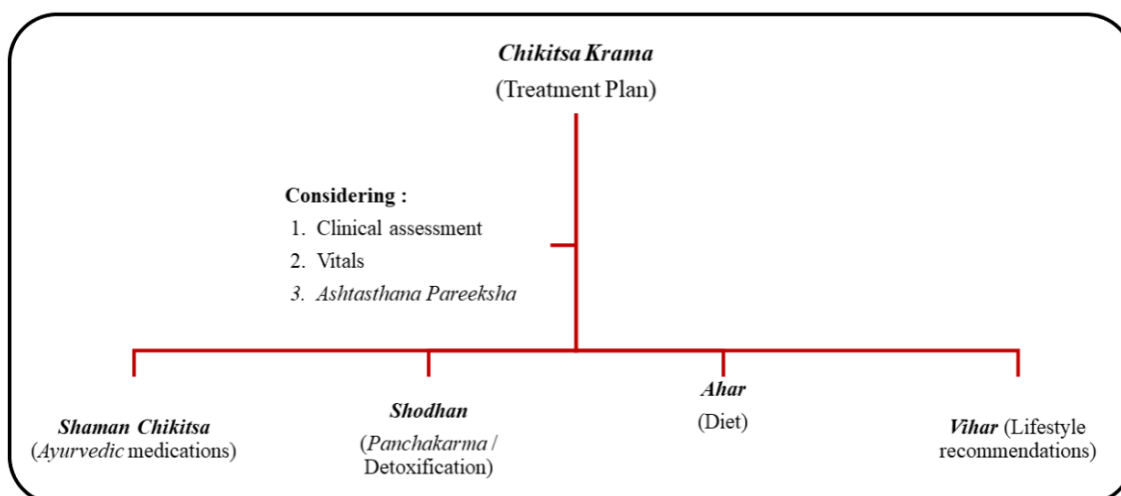 Chikitsa Krama
(Treatment Plan)
Considering :
1. Clinical assessment
2. Vitals
3. Ashtasthana Pareeksha
Shaman Chikitsa
(Ayurvedic medications)
Shodhan
(Panchakarma /
Detoxification)
Ahar
(Diet)
Vihar (Lifestyle
recommendations)